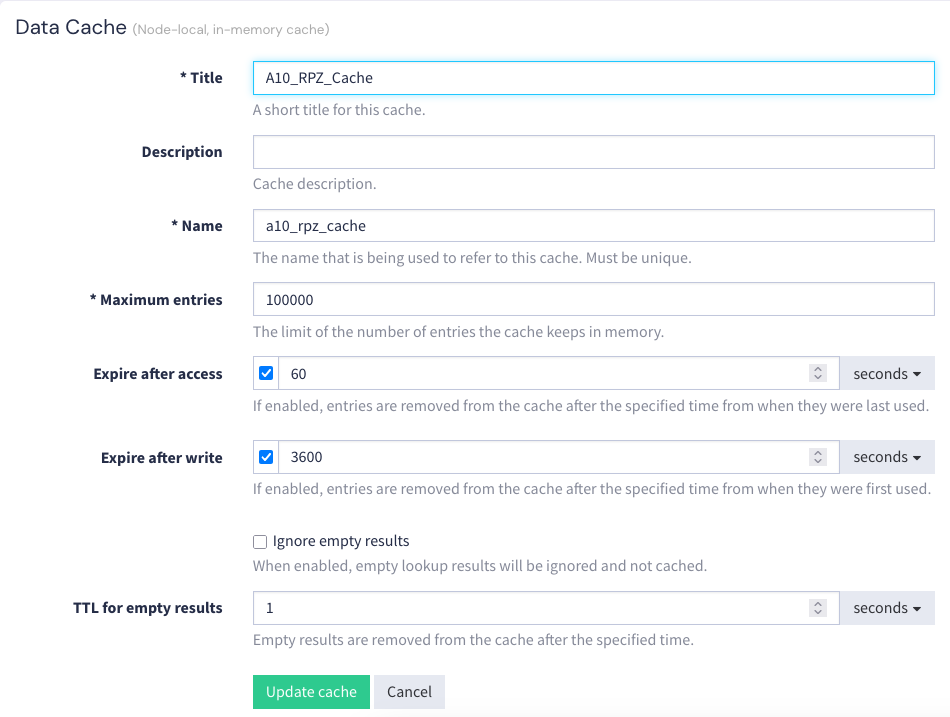 Data Cache (Node-local, in-memory cache)
* Title A10_RPZ_Cache
A short title for this cache.
Description
Cache description.
* Name a10_rpz_cache
The name that is being used to refer to this cache. Must be unique.
* Maximum entries 100000
The limit of the number of entries the cache keeps in memory.
Expire after access 60 seconds
If enabled, entries are removed from the cache after the specified time from when they were last used.
Expire after write 3600 seconds
If enabled, entries are removed from the cache after the specified time from when they were first used.
Ignore empty results
When enabled, empty lookup results will be ignored and not cached.
TTL for empty results 1 seconds
Empty results are removed from the cache after the specified time.
Update cache Cancel